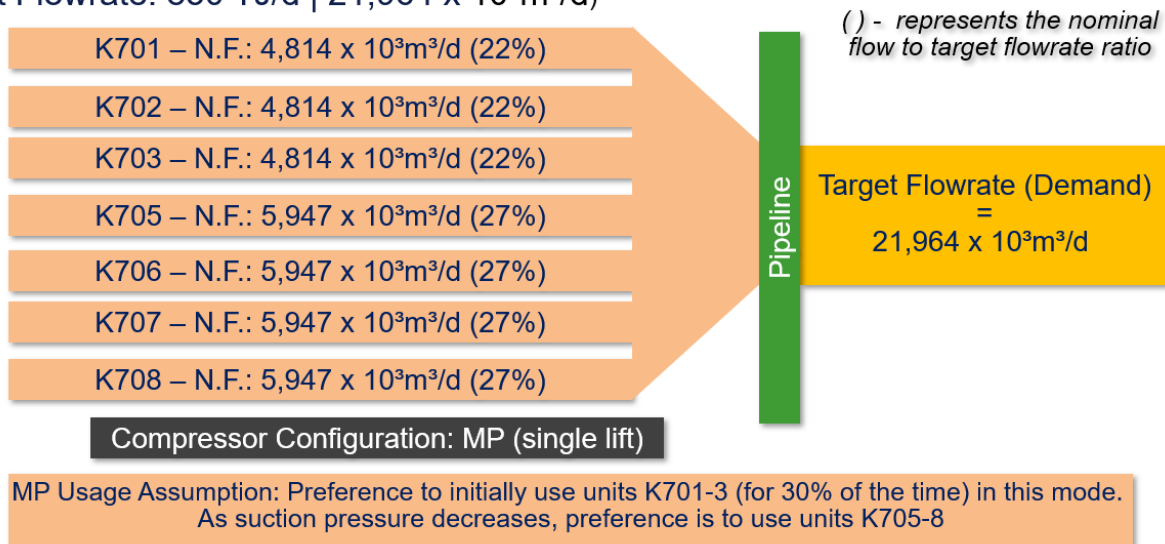 Flowrate: 21,964 x 10³m³/d)
( ) - represents the nominal
flow to target flowrate ratio
K701 – N.F.: 4,814 x 10³m³/d (22%)
K702 – N.F.: 4,814 x 10³m³/d (22%)
K703 – N.F.: 4,814 x 10³m³/d (22%)
K705 – N.F.: 5,947 x 10³m³/d (27%)
K706 – N.F.: 5,947 x 10³m³/d (27%)
K707 – N.F.: 5,947 x 10³m³/d (27%)
K708 – N.F.: 5,947 x 10³m³/d (27%)
Pipeline
Target Flowrate (Demand)
=
21,964 x 10³m³/d
Compressor Configuration: MP (single lift)
MP Usage Assumption: Preference to initially use units K701-3 (for 30% of the time) in this mode.
As suction pressure decreases, preference is to use units K705-8